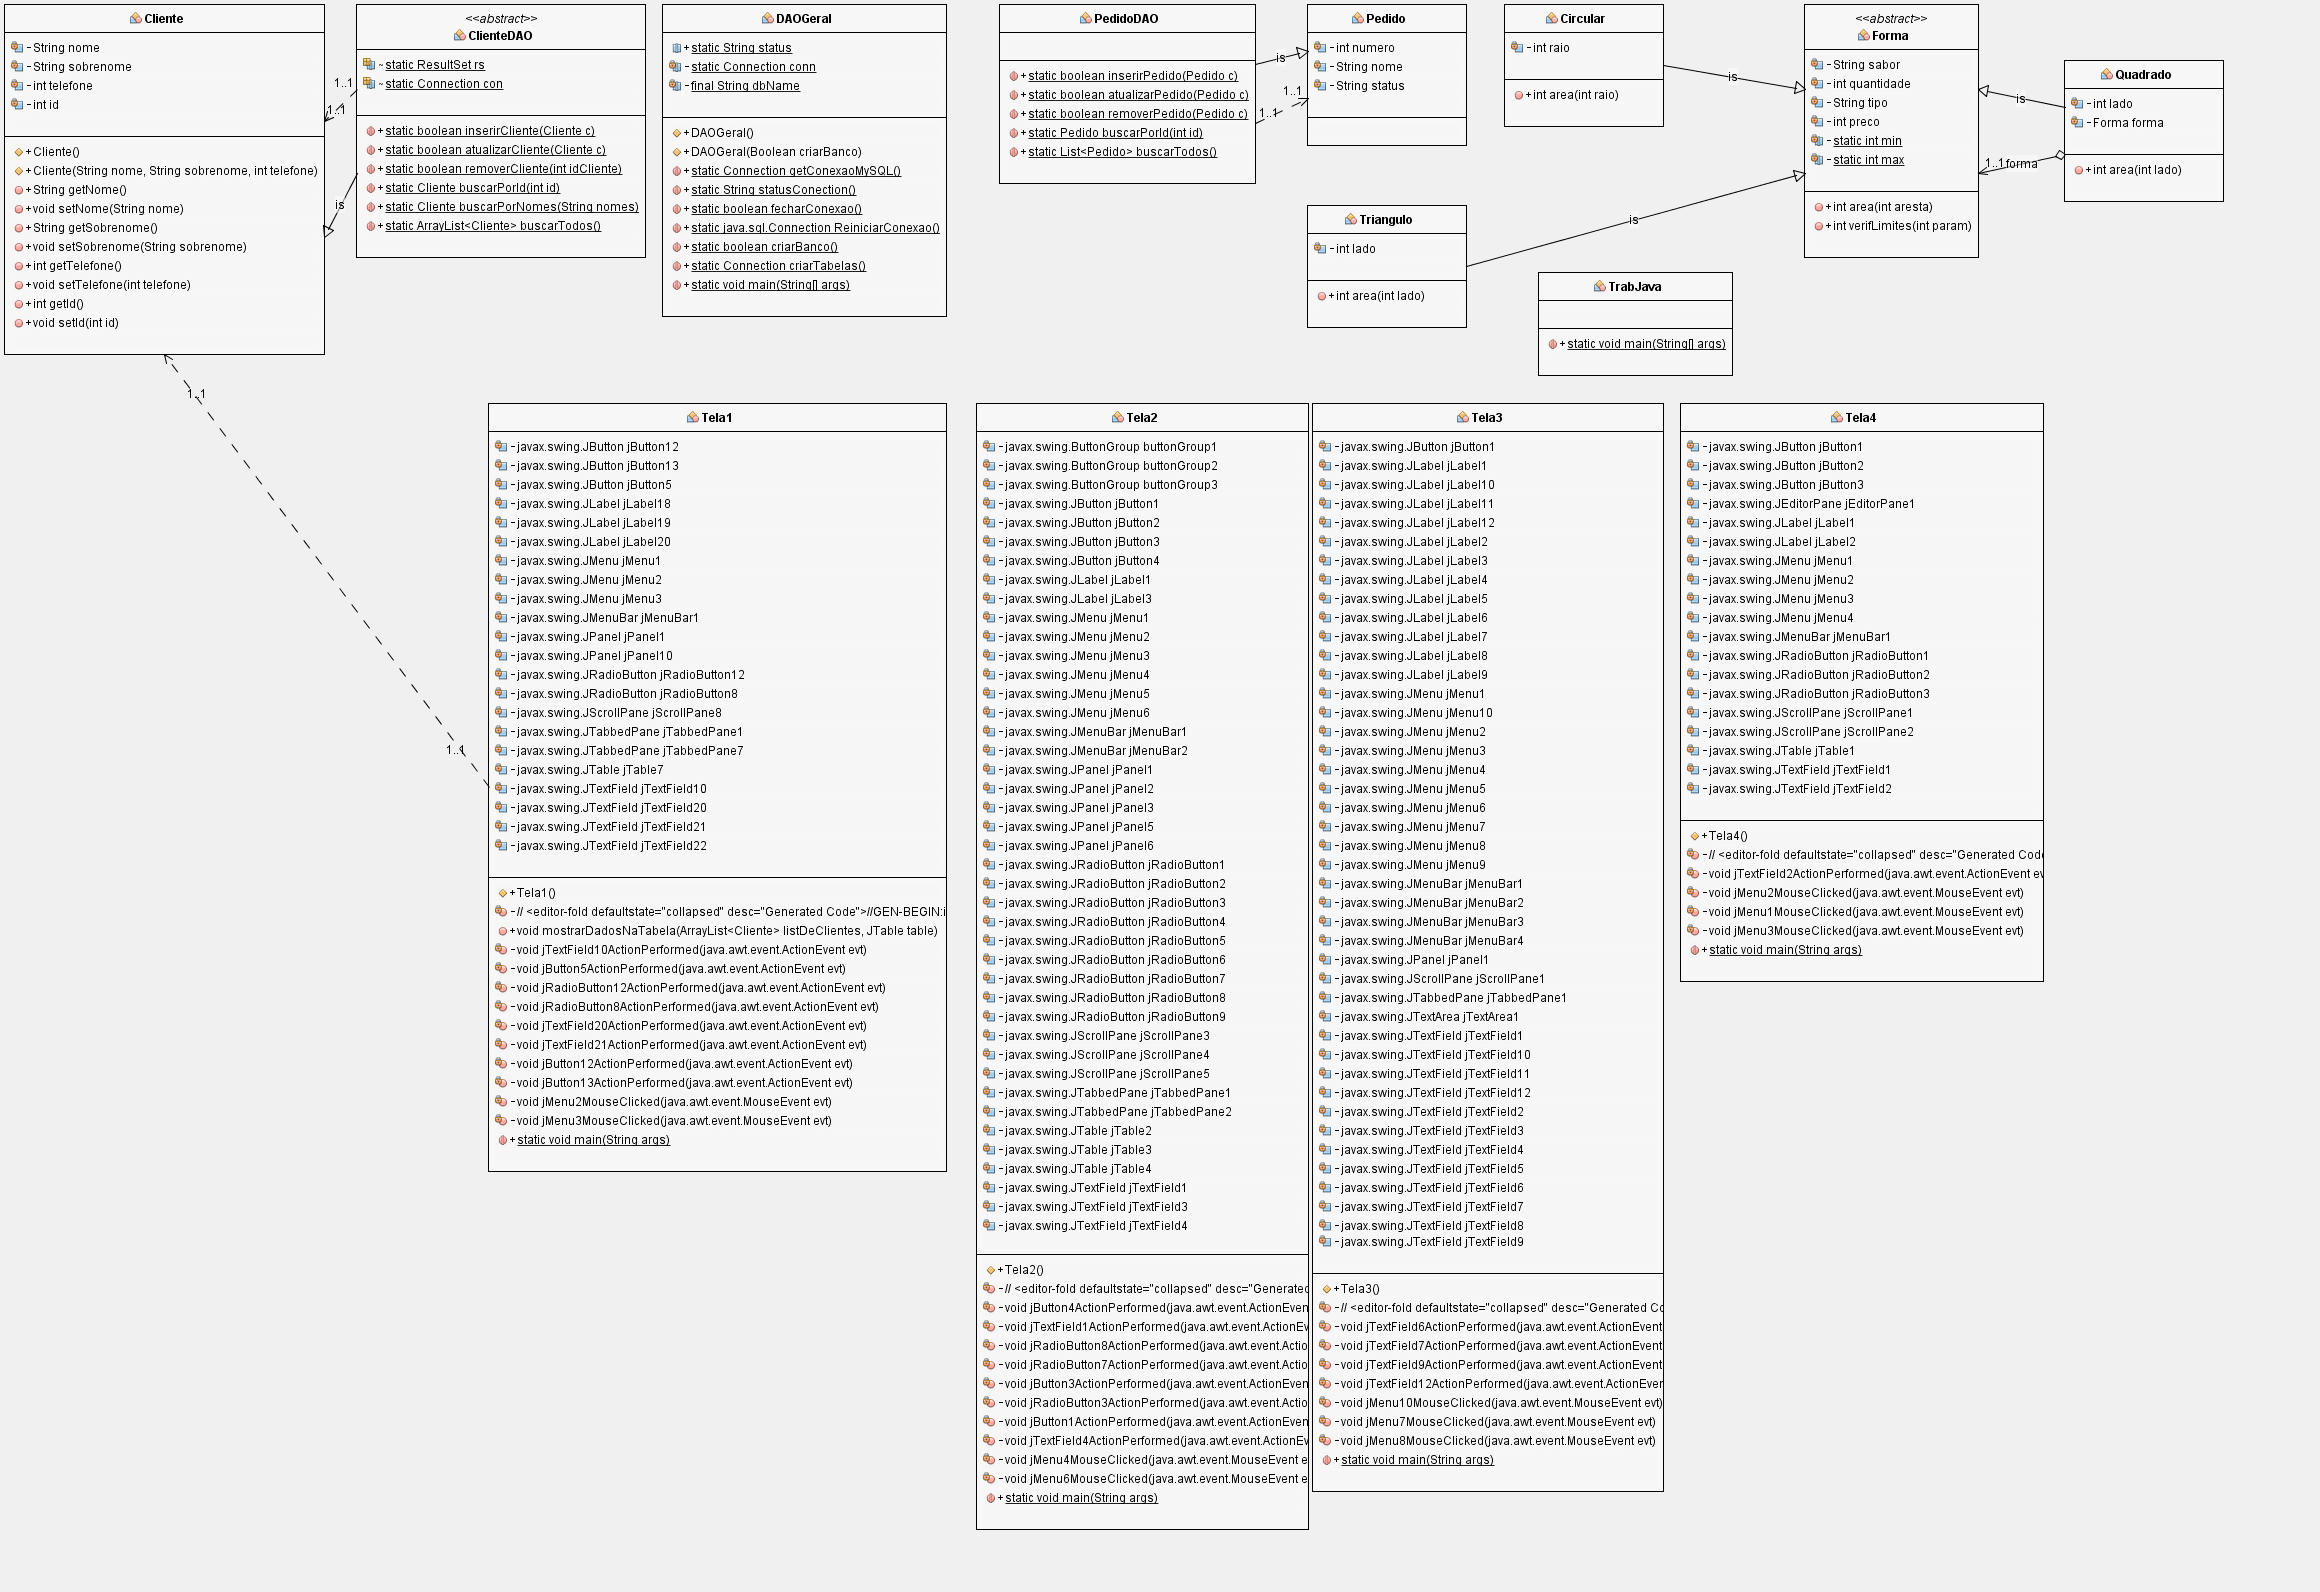 Cliente
- String nome
- String sobrenome
- int telefone
- int id
+ Cliente()
+ Cliente(String nome, String sobrenome, int telefone)
+ String getNome()
+ void setNome(String nome)
+ String getSobrenome()
+ void setSobrenome(String sobrenome)
+ int getTelefone()
+ void setTelefone(int telefone)
+ int getId()
+ void setId(int id)
1..1
1..1
is
<<abstract>>
ClienteDAO
~ static ResultSet rs
~ static Connection con
+ static boolean inserirCliente(Cliente c)
+ static boolean atualizarCliente(Cliente c)
+ static boolean removerCliente(int idCliente)
+ static Cliente buscarPorId(int id)
+ static Cliente buscarPorNomes(String nomes)
+ static ArrayList<Cliente> buscarTodos()
DAOGeral
+ static String status
- static Connection conn
- final String dbName
+ DAOGeral()
+ DAOGeral(Boolean criarBanco)
+ static Connection getConexaoMySQL()
+ static String statusConection()
+ static boolean fecharConexao()
+ static java.sql.Connection ReiniciarConexao()
+ static boolean criarBanco()
+ static Connection criarTabelas()
+ static void main(String[] args)
PedidoDAO
+ static boolean inserirPedido(Pedido c)
+ static boolean atualizarPedido(Pedido c)
+ static boolean removerPedido(Pedido c)
+ static Pedido buscarPorId(int id)
+ static List<Pedido> buscarTodos()
is
1..1
1..1
Pedido
- int numero
- String nome
- String status
Circular
- int raio
+ int area(int raio)
is
<<abstract>>
Forma
- String sabor
- int quantidade
- String tipo
- int preco
- static int min
- static int max
+ int area(int aresta)
+ int verifLimites(int param)
is
1..1forma
Quadrado
- int lado
- Forma forma
+ int area(int lado)
Triangulo
- int lado
+ int area(int lado)
is
TrabJava
+ static void main(String[] args)
1..1
1..1
Tela1
- javax.swing.JButton jButton12
- javax.swing.JButton jButton13
- javax.swing.JButton jButton5
- javax.swing.JLabel jLabel18
- javax.swing.JLabel jLabel19
- javax.swing.JLabel jLabel20
- javax.swing.JMenu jMenu1
- javax.swing.JMenu jMenu2
- javax.swing.JMenu jMenu3
- javax.swing.JMenuBar jMenuBar1
- javax.swing.JPanel jPanel1
- javax.swing.JPanel jPanel10
- javax.swing.JRadioButton jRadioButton12
- javax.swing.JRadioButton jRadioButton8
- javax.swing.JScrollPane jScrollPane8
- javax.swing.JTabbedPane jTabbedPane1
- javax.swing.JTabbedPane jTabbedPane7
- javax.swing.JTable jTable7
- javax.swing.JTextField jTextField10
- javax.swing.JTextField jTextField20
- javax.swing.JTextField jTextField21
- javax.swing.JTextField jTextField22
+ Tela1()
- // <editor-fold defaultstate="collapsed" desc="Generated Code">//GEN-BEGIN:i
+ void mostrarDadosNaTabela(ArrayList<Cliente> listDeClientes, JTable table)
- void jTextField10ActionPerformed(java.awt.event.ActionEvent evt)
- void jButton5ActionPerformed(java.awt.event.ActionEvent evt)
- void jRadioButton12ActionPerformed(java.awt.event.ActionEvent evt)
- void jRadioButton8ActionPerformed(java.awt.event.ActionEvent evt)
- void jTextField20ActionPerformed(java.awt.event.ActionEvent evt)
- void jTextField21ActionPerformed(java.awt.event.ActionEvent evt)
- void jButton12ActionPerformed(java.awt.event.ActionEvent evt)
- void jButton13ActionPerformed(java.awt.event.ActionEvent evt)
- void jMenu2MouseClicked(java.awt.event.MouseEvent evt)
- void jMenu3MouseClicked(java.awt.event.MouseEvent evt)
+ static void main(String args)
Tela2
- javax.swing.ButtonGroup buttonGroup1
- javax.swing.ButtonGroup buttonGroup2
- javax.swing.ButtonGroup buttonGroup3
- javax.swing.JButton jButton1
- javax.swing.JButton jButton2
- javax.swing.JButton jButton3
- javax.swing.JButton jButton4
- javax.swing.JLabel jLabel1
- javax.swing.JLabel jLabel3
- javax.swing.JMenu jMenu1
- javax.swing.JMenu jMenu2
- javax.swing.JMenu jMenu3
- javax.swing.JMenu jMenu4
- javax.swing.JMenu jMenu5
- javax.swing.JMenu jMenu6
- javax.swing.JMenuBar jMenuBar1
- javax.swing.JMenuBar jMenuBar2
- javax.swing.JPanel jPanel1
- javax.swing.JPanel jPanel2
- javax.swing.JPanel jPanel3
- javax.swing.JPanel jPanel5
- javax.swing.JPanel jPanel6
- javax.swing.JRadioButton jRadioButton1
- javax.swing.JRadioButton jRadioButton2
- javax.swing.JRadioButton jRadioButton3
- javax.swing.JRadioButton jRadioButton4
- javax.swing.JRadioButton jRadioButton5
- javax.swing.JRadioButton jRadioButton6
- javax.swing.JRadioButton jRadioButton7
- javax.swing.JRadioButton jRadioButton8
- javax.swing.JRadioButton jRadioButton9
- javax.swing.JScrollPane jScrollPane3
- javax.swing.JScrollPane jScrollPane4
- javax.swing.JScrollPane jScrollPane5
- javax.swing.JTabbedPane jTabbedPane1
- javax.swing.JTabbedPane jTabbedPane2
- javax.swing.JTable jTable2
- javax.swing.JTable jTable3
- javax.swing.JTable jTable4
- javax.swing.JTextField jTextField1
- javax.swing.JTextField jTextField3
- javax.swing.JTextField jTextField4
+ Tela2()
- // <editor-fold defaultstate="collapsed" desc="Generated
- void jButton4ActionPerformed(java.awt.event.ActionEven
- void jTextField1ActionPerformed(java.awt.event.ActionEv
- void jRadioButton8ActionPerformed(java.awt.event.Actio
- void jRadioButton7ActionPerformed(java.awt.event.Actio
- void jButton3ActionPerformed(java.awt.event.ActionEven
- void jRadioButton3ActionPerformed(java.awt.event.Actio
- void jButton1ActionPerformed(java.awt.event.ActionEven
- void jTextField4ActionPerformed(java.awt.event.ActionEv
- void jMenu4MouseClicked(java.awt.event.MouseEvent e
- void jMenu6MouseClicked(java.awt.event.MouseEvent e
+ static void main(String args)
Tela3
- javax.swing.JButton jButton1
- javax.swing.JLabel jLabel1
- javax.swing.JLabel jLabel10
- javax.swing.JLabel jLabel11
- javax.swing.JLabel jLabel12
- javax.swing.JLabel jLabel2
- javax.swing.JLabel jLabel3
- javax.swing.JLabel jLabel4
- javax.swing.JLabel jLabel5
- javax.swing.JLabel jLabel6
- javax.swing.JLabel jLabel7
- javax.swing.JLabel jLabel8
- javax.swing.JLabel jLabel9
- javax.swing.JMenu jMenu1
- javax.swing.JMenu jMenu10
- javax.swing.JMenu jMenu2
- javax.swing.JMenu jMenu3
- javax.swing.JMenu jMenu4
- javax.swing.JMenu jMenu5
- javax.swing.JMenu jMenu6
- javax.swing.JMenu jMenu7
- javax.swing.JMenu jMenu8
- javax.swing.JMenu jMenu9
- javax.swing.JMenuBar jMenuBar1
- javax.swing.JMenuBar jMenuBar2
- javax.swing.JMenuBar jMenuBar3
- javax.swing.JMenuBar jMenuBar4
- javax.swing.JPanel jPanel1
- javax.swing.JScrollPane jScrollPane1
- javax.swing.JTabbedPane jTabbedPane1
- javax.swing.JTextArea jTextArea1
- javax.swing.JTextField jTextField1
- javax.swing.JTextField jTextField10
- javax.swing.JTextField jTextField11
- javax.swing.JTextField jTextField12
- javax.swing.JTextField jTextField2
- javax.swing.JTextField jTextField3
- javax.swing.JTextField jTextField4
- javax.swing.JTextField jTextField5
- javax.swing.JTextField jTextField6
- javax.swing.JTextField jTextField7
- javax.swing.JTextField jTextField8
- javax.swing.JTextField jTextField9
+ Tela3()
- // <editor-fold defaultstate="collapsed" desc="Generated Co
- void jTextField6ActionPerformed(java.awt.event.ActionEvent
- void jTextField7ActionPerformed(java.awt.event.ActionEvent
- void jTextField9ActionPerformed(java.awt.event.ActionEvent
- void jTextField12ActionPerformed(java.awt.event.ActionEver
- void jMenu10MouseClicked(java.awt.event.MouseEvent evt)
- void jMenu7MouseClicked(java.awt.event.MouseEvent evt)
- void jMenu8MouseClicked(java.awt.event.MouseEvent evt)
+ static void main(String args)
Tela4
- javax.swing.JButton jButton1
- javax.swing.JButton jButton2
- javax.swing.JButton jButton3
- javax.swing.JEditorPane jEditorPane1
- javax.swing.JLabel jLabel1
- javax.swing.JLabel jLabel2
- javax.swing.JMenu jMenu1
- javax.swing.JMenu jMenu2
- javax.swing.JMenu jMenu3
- javax.swing.JMenu jMenu4
- javax.swing.JMenuBar jMenuBar1
- javax.swing.JRadioButton jRadioButton1
- javax.swing.JRadioButton jRadioButton2
- javax.swing.JRadioButton jRadioButton3
- javax.swing.JScrollPane jScrollPane1
- javax.swing.JScrollPane jScrollPane2
- javax.swing.JTable jTable1
- javax.swing.JTextField jTextField1
- javax.swing.JTextField jTextField2
+ Tela4()
- // <editor-fold defaultstate="collapsed" desc="Generated Cod
- void jTextField2ActionPerformed(java.awt.event.ActionEvent ev
- void jMenu2MouseClicked(java.awt.event.MouseEvent evt)
- void jMenu1MouseClicked(java.awt.event.MouseEvent evt)
- void jMenu3MouseClicked(java.awt.event.MouseEvent evt)
+ static void main(String args)